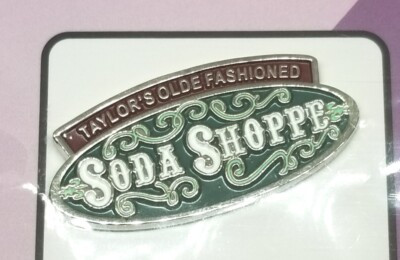 TAYLOR'S OLDE FASHIONED
SODA SHOPPE